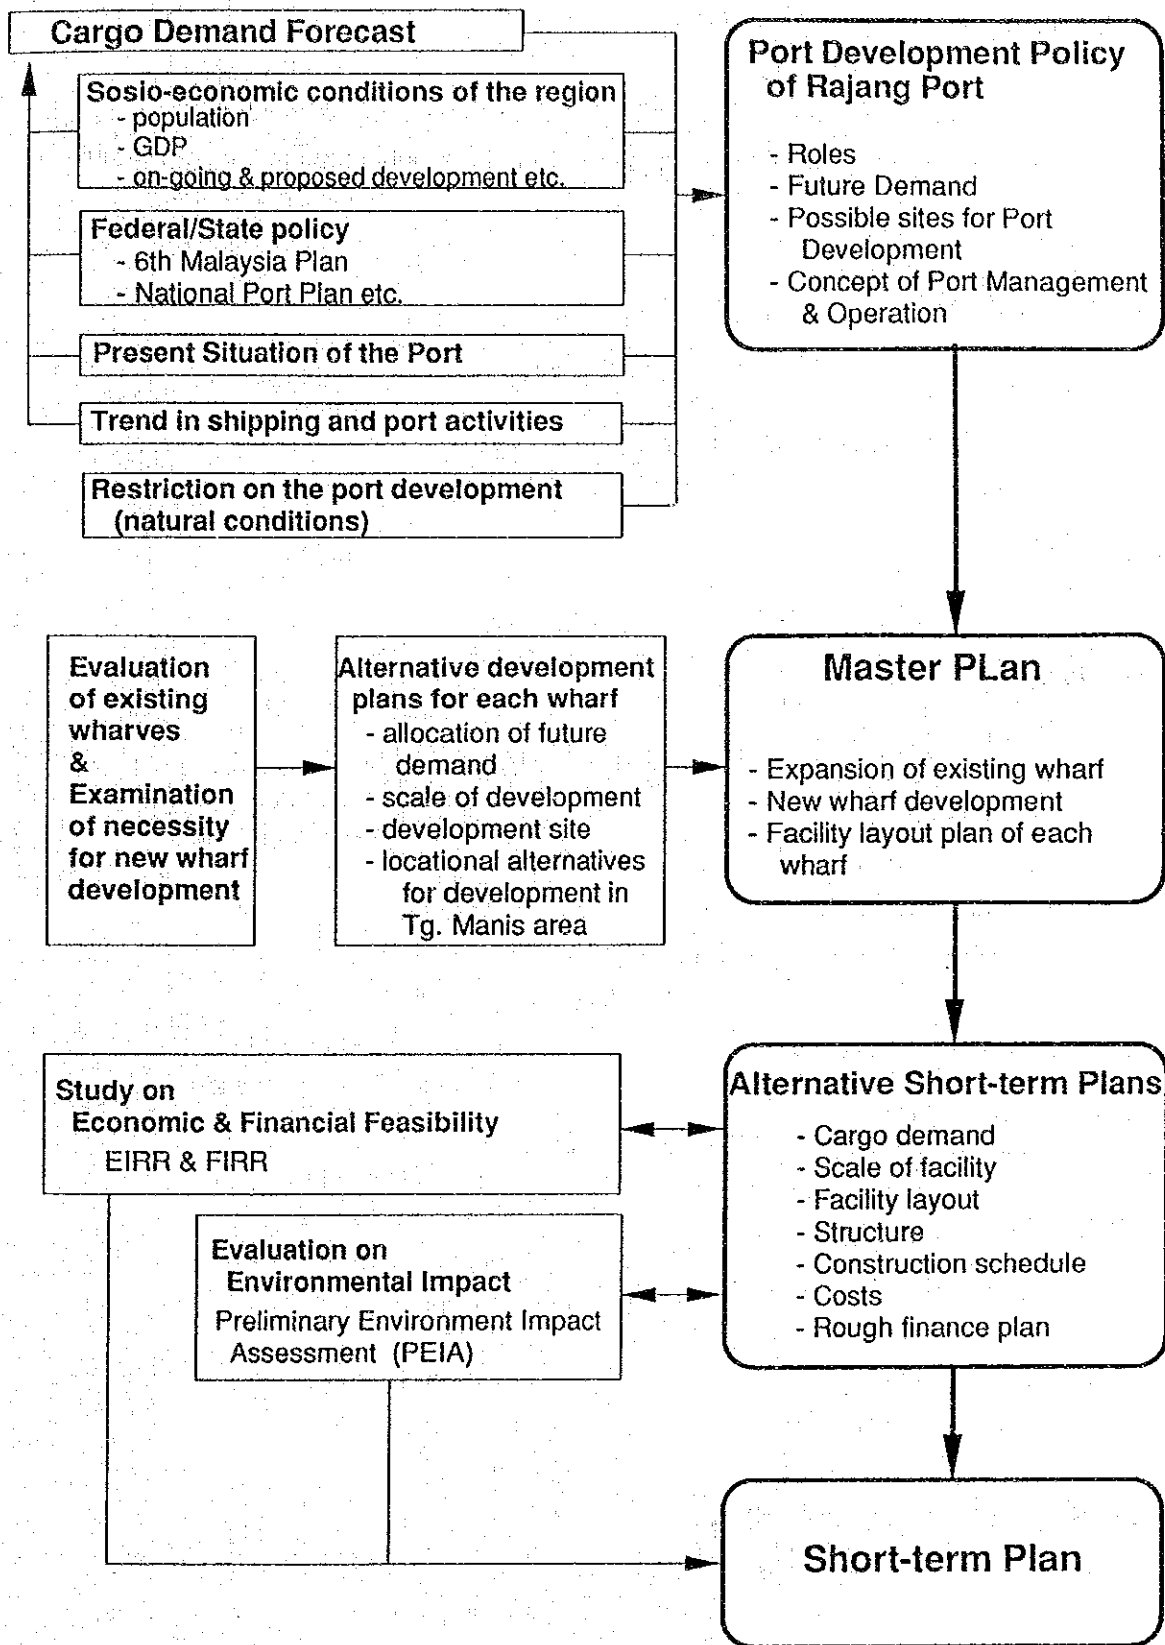 Cargo Demand Forecast
Sosio-economic conditions of the region
- population
- GDP
- on-going & proposed development etc.
Federal/State policy
- 6th Malaysia Plan
- National Port Plan etc.
Present Situation of the Port
Trend in shipping and port activities
Restriction on the port development
(natural conditions)
Port Development Policy
of Rajang Port
- Roles
- Future Demand
- Possible sites for Port
Development
- Concept of Port Management
& Operation
Evaluation
of existing
wharves
&
Examination
of necessity
for new wharf
development
Alternative development
plans for each wharf
- allocation of future
demand
- scale of development
- development site
- locational alternatives
for development in
Tg. Manis area
Master PLan
- Expansion of existing wharf
- New wharf development
- Facility layout plan of each
wharf
Study on
Economic & Financial Feasibility
EIRR & FIRR
Evaluation on
Environmental Impact
Preliminary Environment Impact
Assessment (PEIA)
Alternative Short-term Plans
- Cargo demand
- Scale of facility
- Facility layout
- Structure
- Construction schedule
- Costs
- Rough finance plan
Short-term Plan